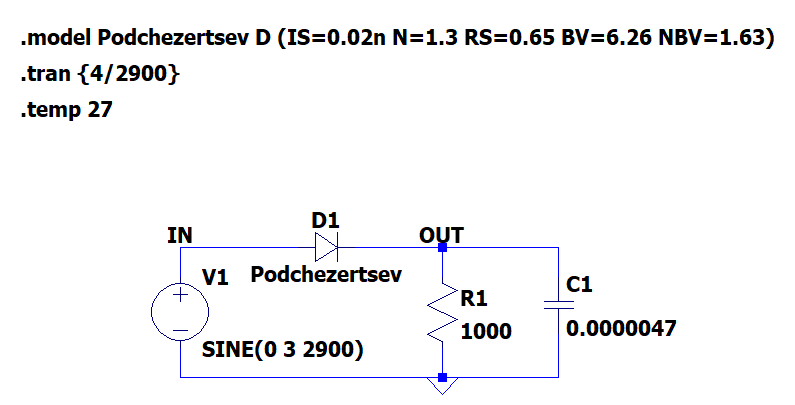 .model Podchezertsev D (IS=0.02n N=1.3 RS=0.65 BV=6.26 NBV=1.63)
.tran {4/2900}
.temp 27
D1
IN
OUT
V1
Podchezertsev
C1
R1
1000
0.0000047
SINE(0 3 2900)